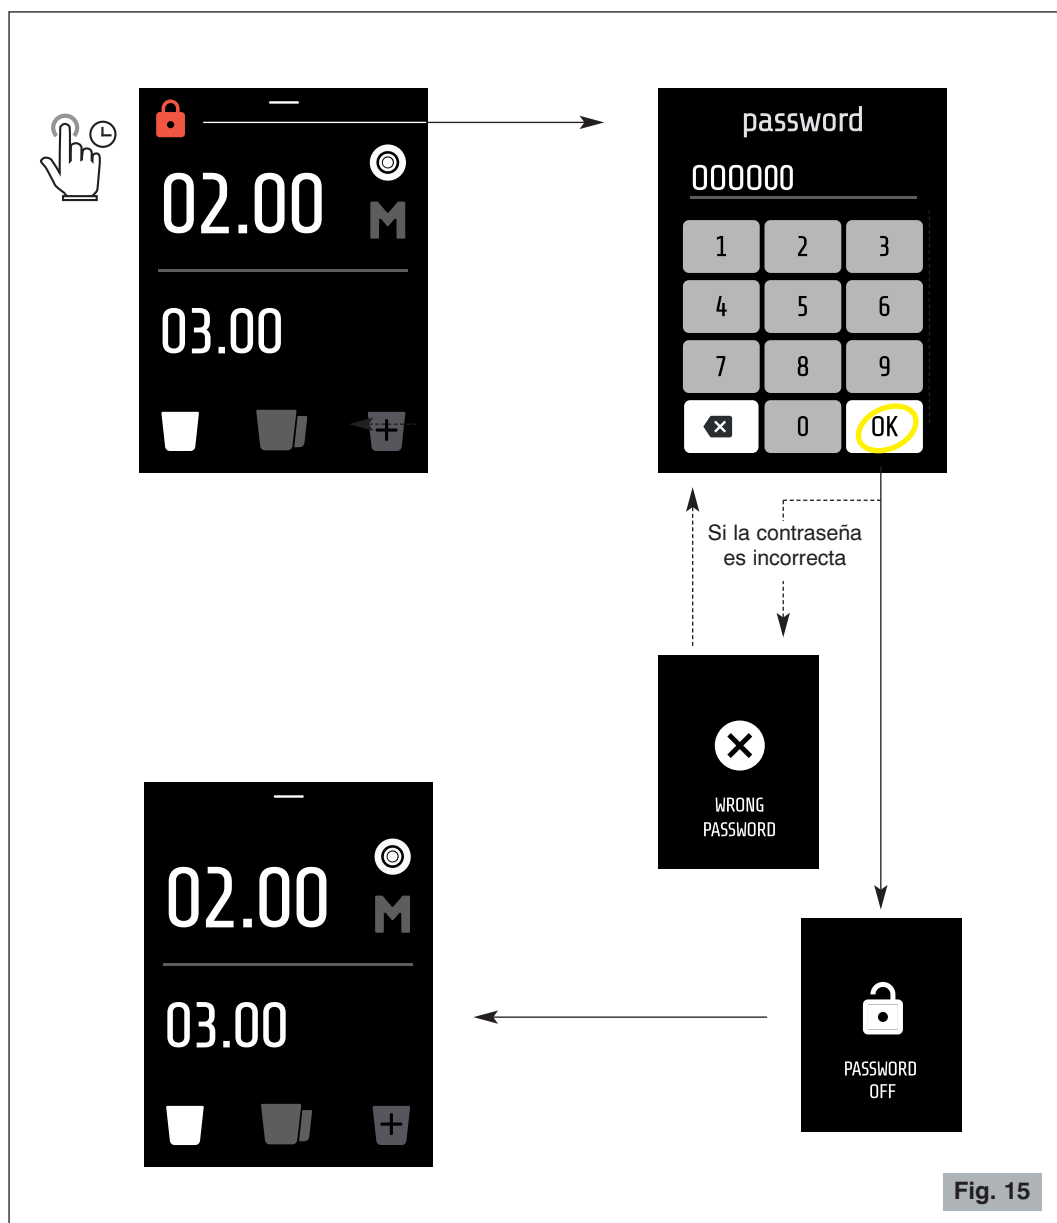 02.00
M
03.00
password
000000
1 2 3
4 5 6
7 8 9
0 OK
Si la contraseña
es incorrecta
WRONG
PASSWORD
02.00
M
03.00
PASSWORD
OFF
Fig. 15